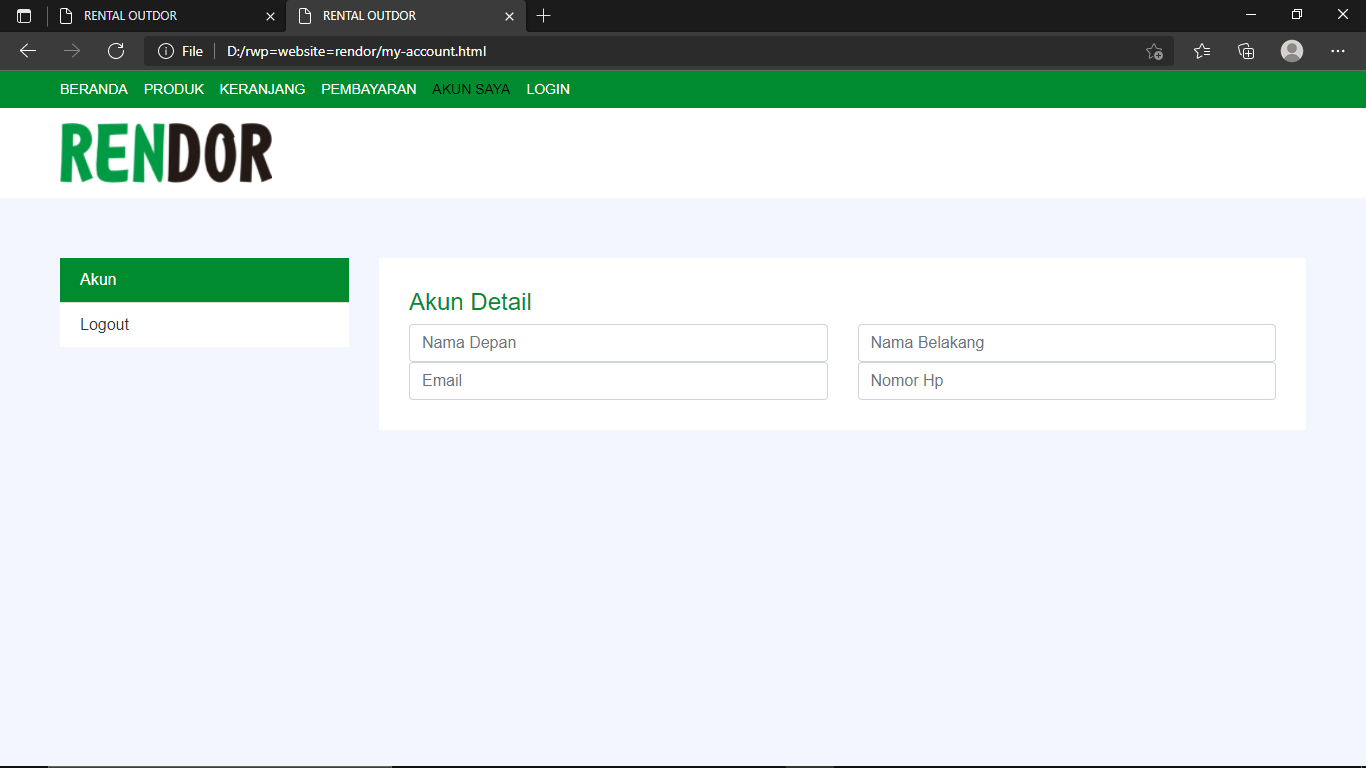 RENTAL OUTDOR
RENTAL OUTDOR
File D:/rwp=website=rendor/my-account.html
BERANDA PRODUK KERANJANG PEMBAYARAN AKUN SAYA LOGIN
RENDOR
Akun
Logout
Akun Detail
Nama Depan
Nama Belakang
Email
Nomor Hp